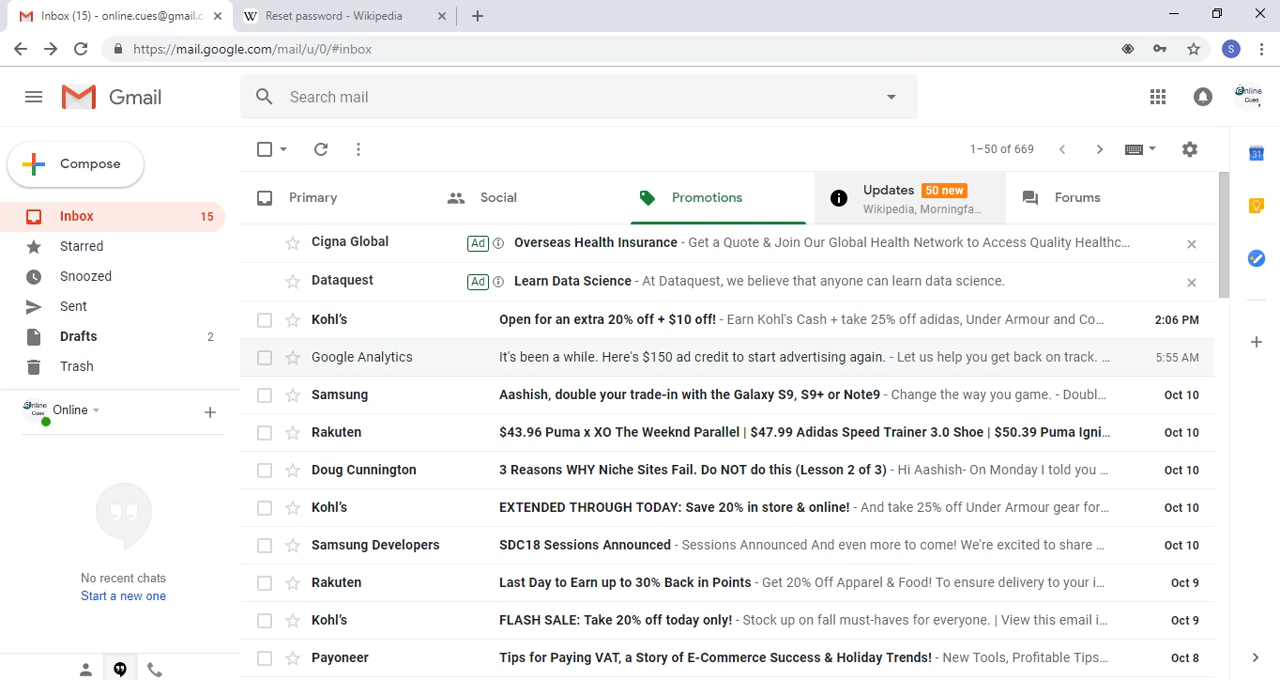 Inbox (15) - online.cues@gmail.c
Reset password - Wikipedia
https://mail.google.com/mail/u/0/#inbox
S
Gmail
Search mail
Online Cues
Compose
1–50 of 669
31
Inbox 15
Starred
Snoozed
Sent
Drafts 2
Trash
Online Cues
Online
No recent chats
Start a new one
Primary
Social
Promotions
Updates 50 new
Wikipedia, Morningfa...
Forums
Cigna Global Ad Overseas Health Insurance - Get a Quote & Join Our Global Health Network to Access Quality Healthc...
Dataquest Ad Learn Data Science - At Dataquest, we believe that anyone can learn data science.
Kohl's Open for an extra 20% off + $10 off! - Earn Kohl's Cash + take 25% off adidas, Under Armour and Co... 2:06 PM
Google Analytics It's been a while. Here's $150 ad credit to start advertising again. - Let us help you get back on track. ... 5:55 AM
Samsung Aashish, double your trade-in with the Galaxy S9, S9+ or Note9 - Change the way you game. - Doubl... Oct 10
Rakuten $43.96 Puma x XO The Weeknd Parallel | $47.99 Adidas Speed Trainer 3.0 Shoe | $50.39 Puma Igni... Oct 10
Doug Cunnington 3 Reasons WHY Niche Sites Fail. Do NOT do this (Lesson 2 of 3) - Hi Aashish- On Monday I told you ... Oct 10
Kohl's EXTENDED THROUGH TODAY: Save 20% in store & online! - And take 25% off Under Armour gear for... Oct 10
Samsung Developers SDC18 Sessions Announced - Sessions Announced And even more to come! We're excited to share ... Oct 10
Rakuten Last Day to Earn up to 30% Back in Points - Get 20% Off Apparel & Food! To ensure delivery to your i... Oct 9
Kohl's FLASH SALE: Take 20% off today only! - Stock up on fall must-haves for everyone. | View this email i... Oct 9
Payoneer Tips for Paying VAT, a Story of E-Commerce Success & Holiday Trends! - New Tools, Profitable Tips... Oct 8